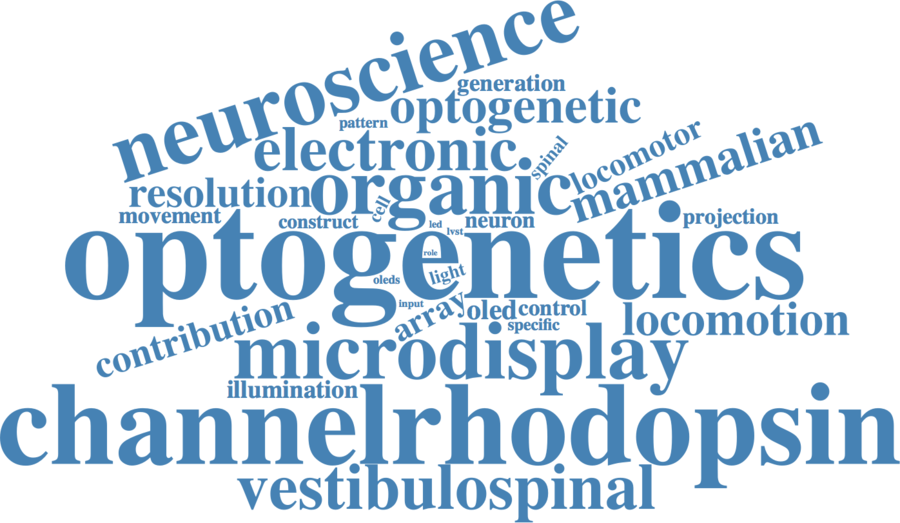 neuroscience
generation
optogenetic
pattern
electronic
spinal
locomotor
mammalian
resolution
organic
cell
movement
construct
led
lvst
neuron
projection
optogenetics
role
light
oleds
input
array
oled
control
specific
contribution
locomotion
microdisplay
illumination
channelrhodopsin
vestibulospinal